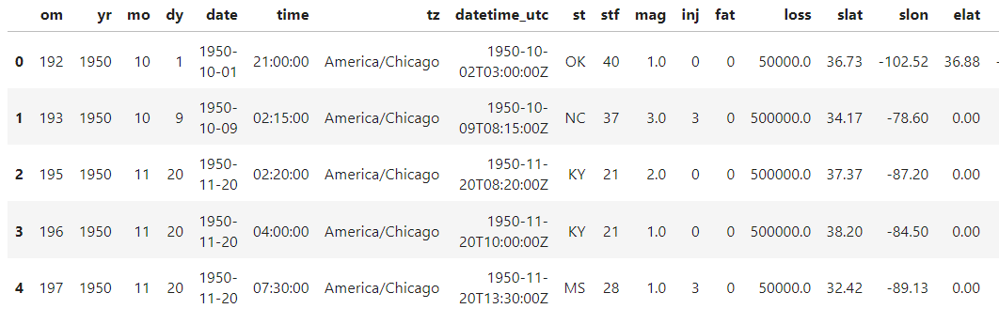 om yr mo dy date time tz datetime_utc st stf mag inj fat loss slat slon elat
0 192 1950 10 1 1950-10-01 21:00:00 America/Chicago 1950-10-02T03:00:00Z OK 40 1.0 0 0 50000.0 36.73 -102.52 36.88 -
1 193 1950 10 9 1950-10-09 02:15:00 America/Chicago 1950-10-09T08:15:00Z NC 37 3.0 3 0 500000.0 34.17 -78.60 0.00
2 195 1950 11 20 1950-11-20 02:20:00 America/Chicago 1950-11-20T08:20:00Z KY 21 2.0 0 0 500000.0 37.37 -87.20 0.00
3 196 1950 11 20 1950-11-20 04:00:00 America/Chicago 1950-11-20T10:00:00Z KY 21 1.0 0 0 500000.0 38.20 -84.50 0.00
4 197 1950 11 20 1950-11-20 07:30:00 America/Chicago 1950-11-20T13:30:00Z MS 28 1.0 3 0 50000.0 32.42 -89.13 0.00